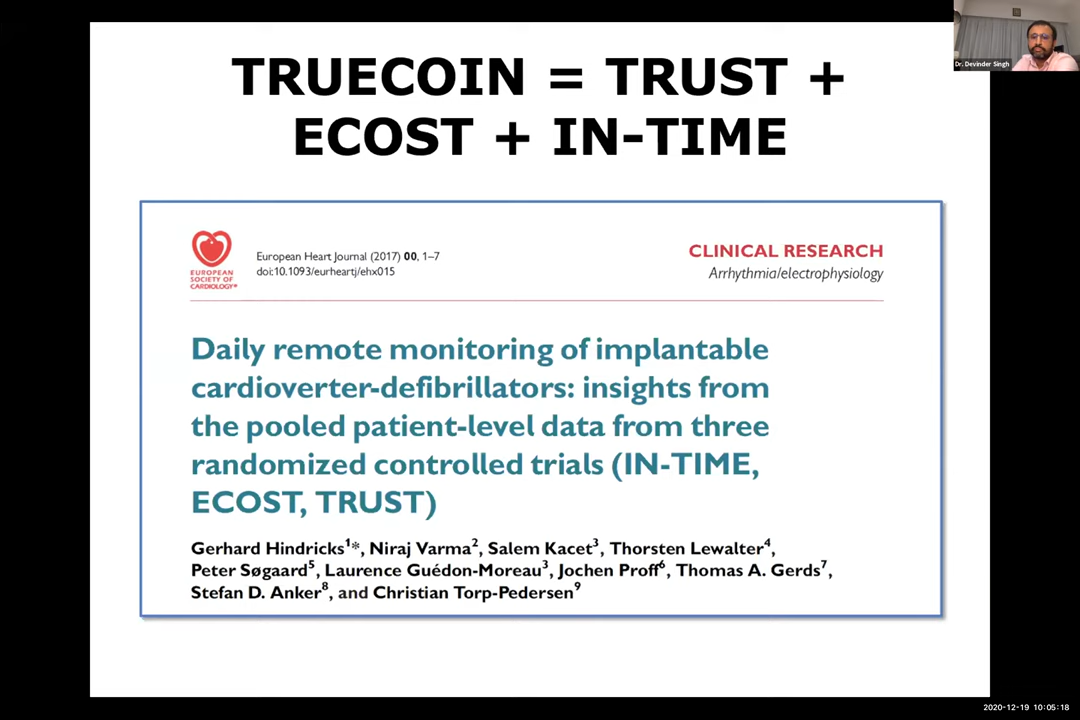 TRUECOIN = TRUST +
ECOST + IN-TIME
Dr. Devinder Singh
EUROPEAN
SOCIETY OF
CARDIOLOGY®
European Heart Journal (2017) 00, 1–7
doi:10.1093/eurheartj/ehx015
CLINICAL RESEARCH
Arrhythmia/electrophysiology
Daily remote monitoring of implantable
cardioverter-defibrillators: insights from
the pooled patient-level data from three
randomized controlled trials (IN-TIME,
ECOST, TRUST)
Gerhard Hindricks¹*, Niraj Varma², Salem Kacet³, Thorsten Lewalter⁴,
Peter Søgaard⁵, Laurence Guédon-Moreau³, Jochen Proff⁶, Thomas A. Gerds⁷,
Stefan D. Anker⁸, and Christian Torp-Pedersen⁹
2020-12-19 10:05:18